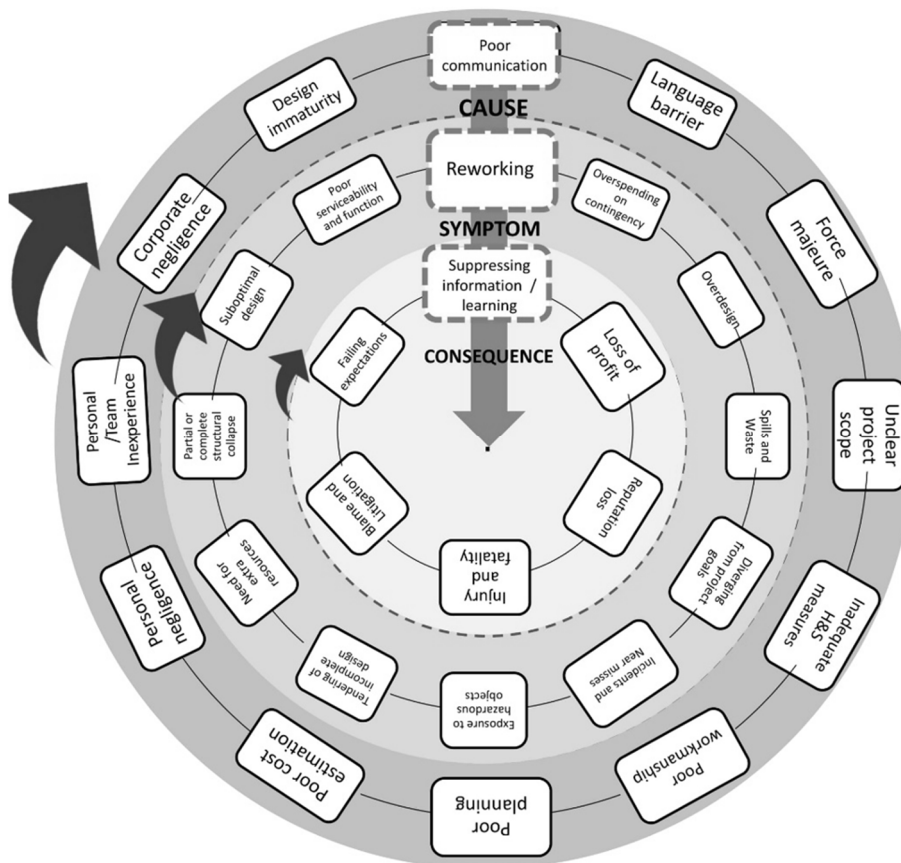 Poor
communication
CAUSE
Language
barrier
Force
majeure
Unclear
project
scope
Inadequate
H&S
measures
Poor
workmanship
Poor
planning
Poor cost
estimation
Personal
negligence
Personal
/Team
Inexperience
Corporate
negligence
Design
immaturity
Reworking
SYMPTOM
Overspending
on
contingency
Overdesign
Spills and
Waste
Diverging
from project
goals
Incidents and
Near misses
Exposure to
hazardous
objects
Tendering of
incomplete
design
Need for
extra
resources
Partial or
complete
structural
collapse
Suboptimal
design
Poor
serviceability
and function
Suppressing
information /
learning
CONSEQUENCE
Loss of
profit
Reputation
loss
Injury and
fatality
Blame and
Litigation
Failing
expectations